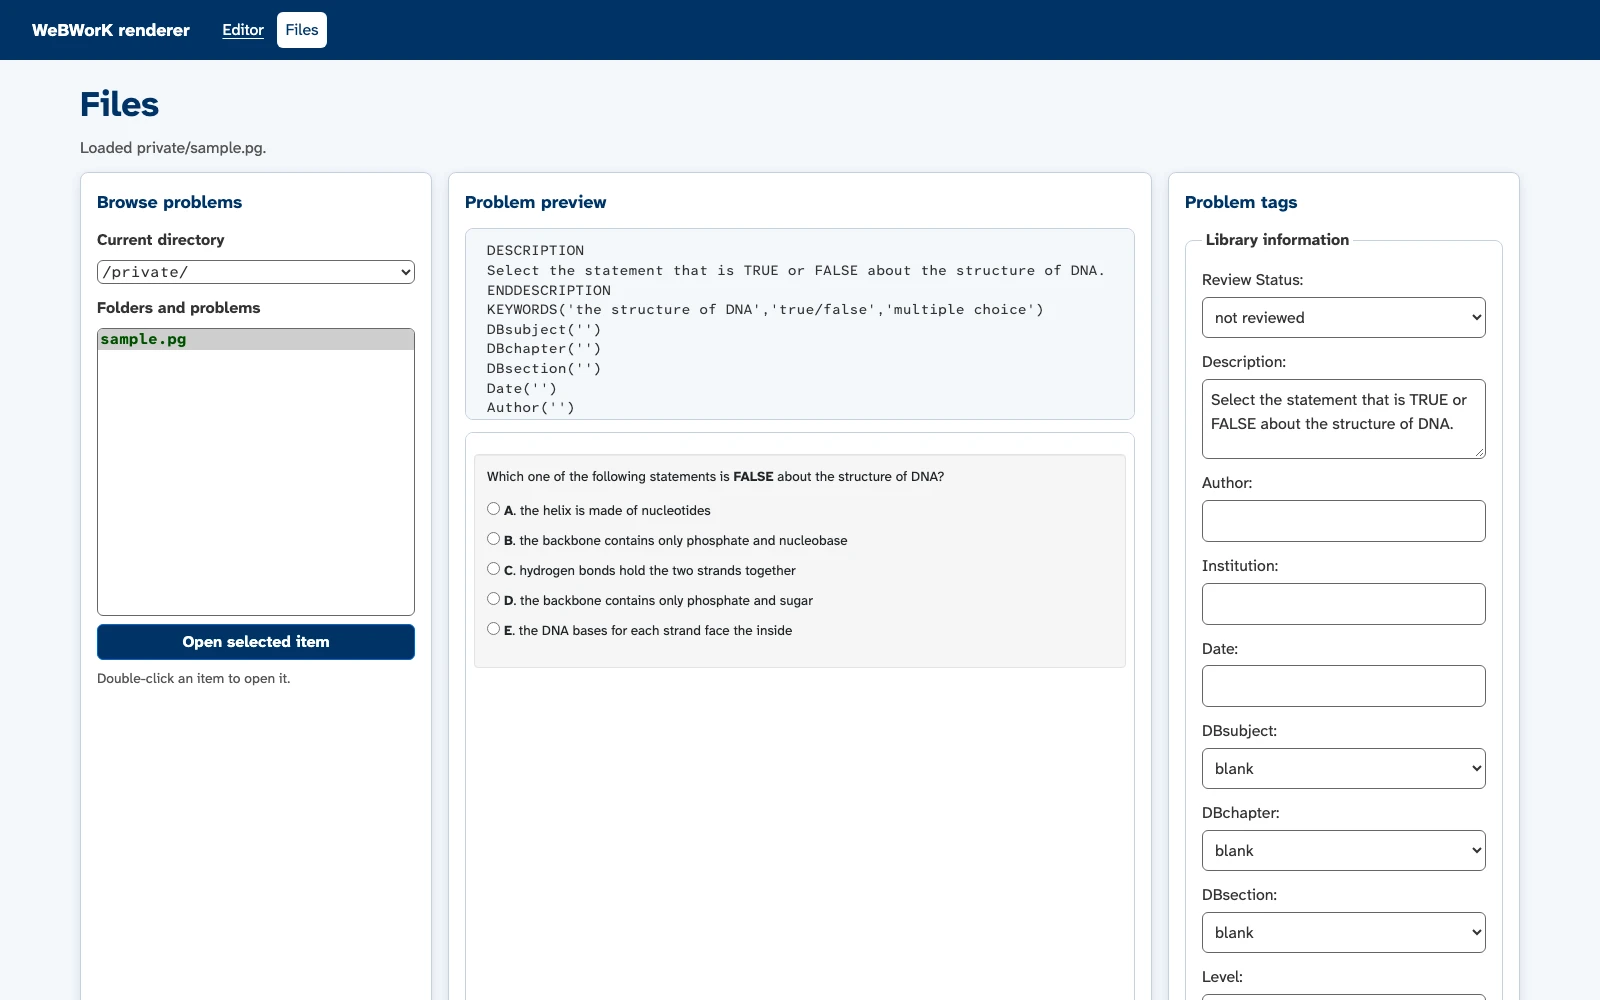 WeBWorK renderer Editor Files
Files
Loaded private/sample.pg.
Browse problems
Current directory
/private/
Folders and problems
sample.pg
Open selected item
Double-click an item to open it.
Problem preview
DESCRIPTION
Select the statement that is TRUE or FALSE about the structure of DNA.
ENDDESCRIPTION
KEYWORDS('the structure of DNA','true/false','multiple choice')
DBsubject('')
DBchapter('')
DBsection('')
Date('')
Author('')
Which one of the following statements is FALSE about the structure of DNA?
A. the helix is made of nucleotides
B. the backbone contains only phosphate and nucleobase
C. hydrogen bonds hold the two strands together
D. the backbone contains only phosphate and sugar
E. the DNA bases for each strand face the inside
Problem tags
Library information
Review Status:
not reviewed
Description:
Select the statement that is TRUE or
FALSE about the structure of DNA.
Author:
Institution:
Date:
DBsubject:
blank
DBchapter:
blank
DBsection:
blank
Level: